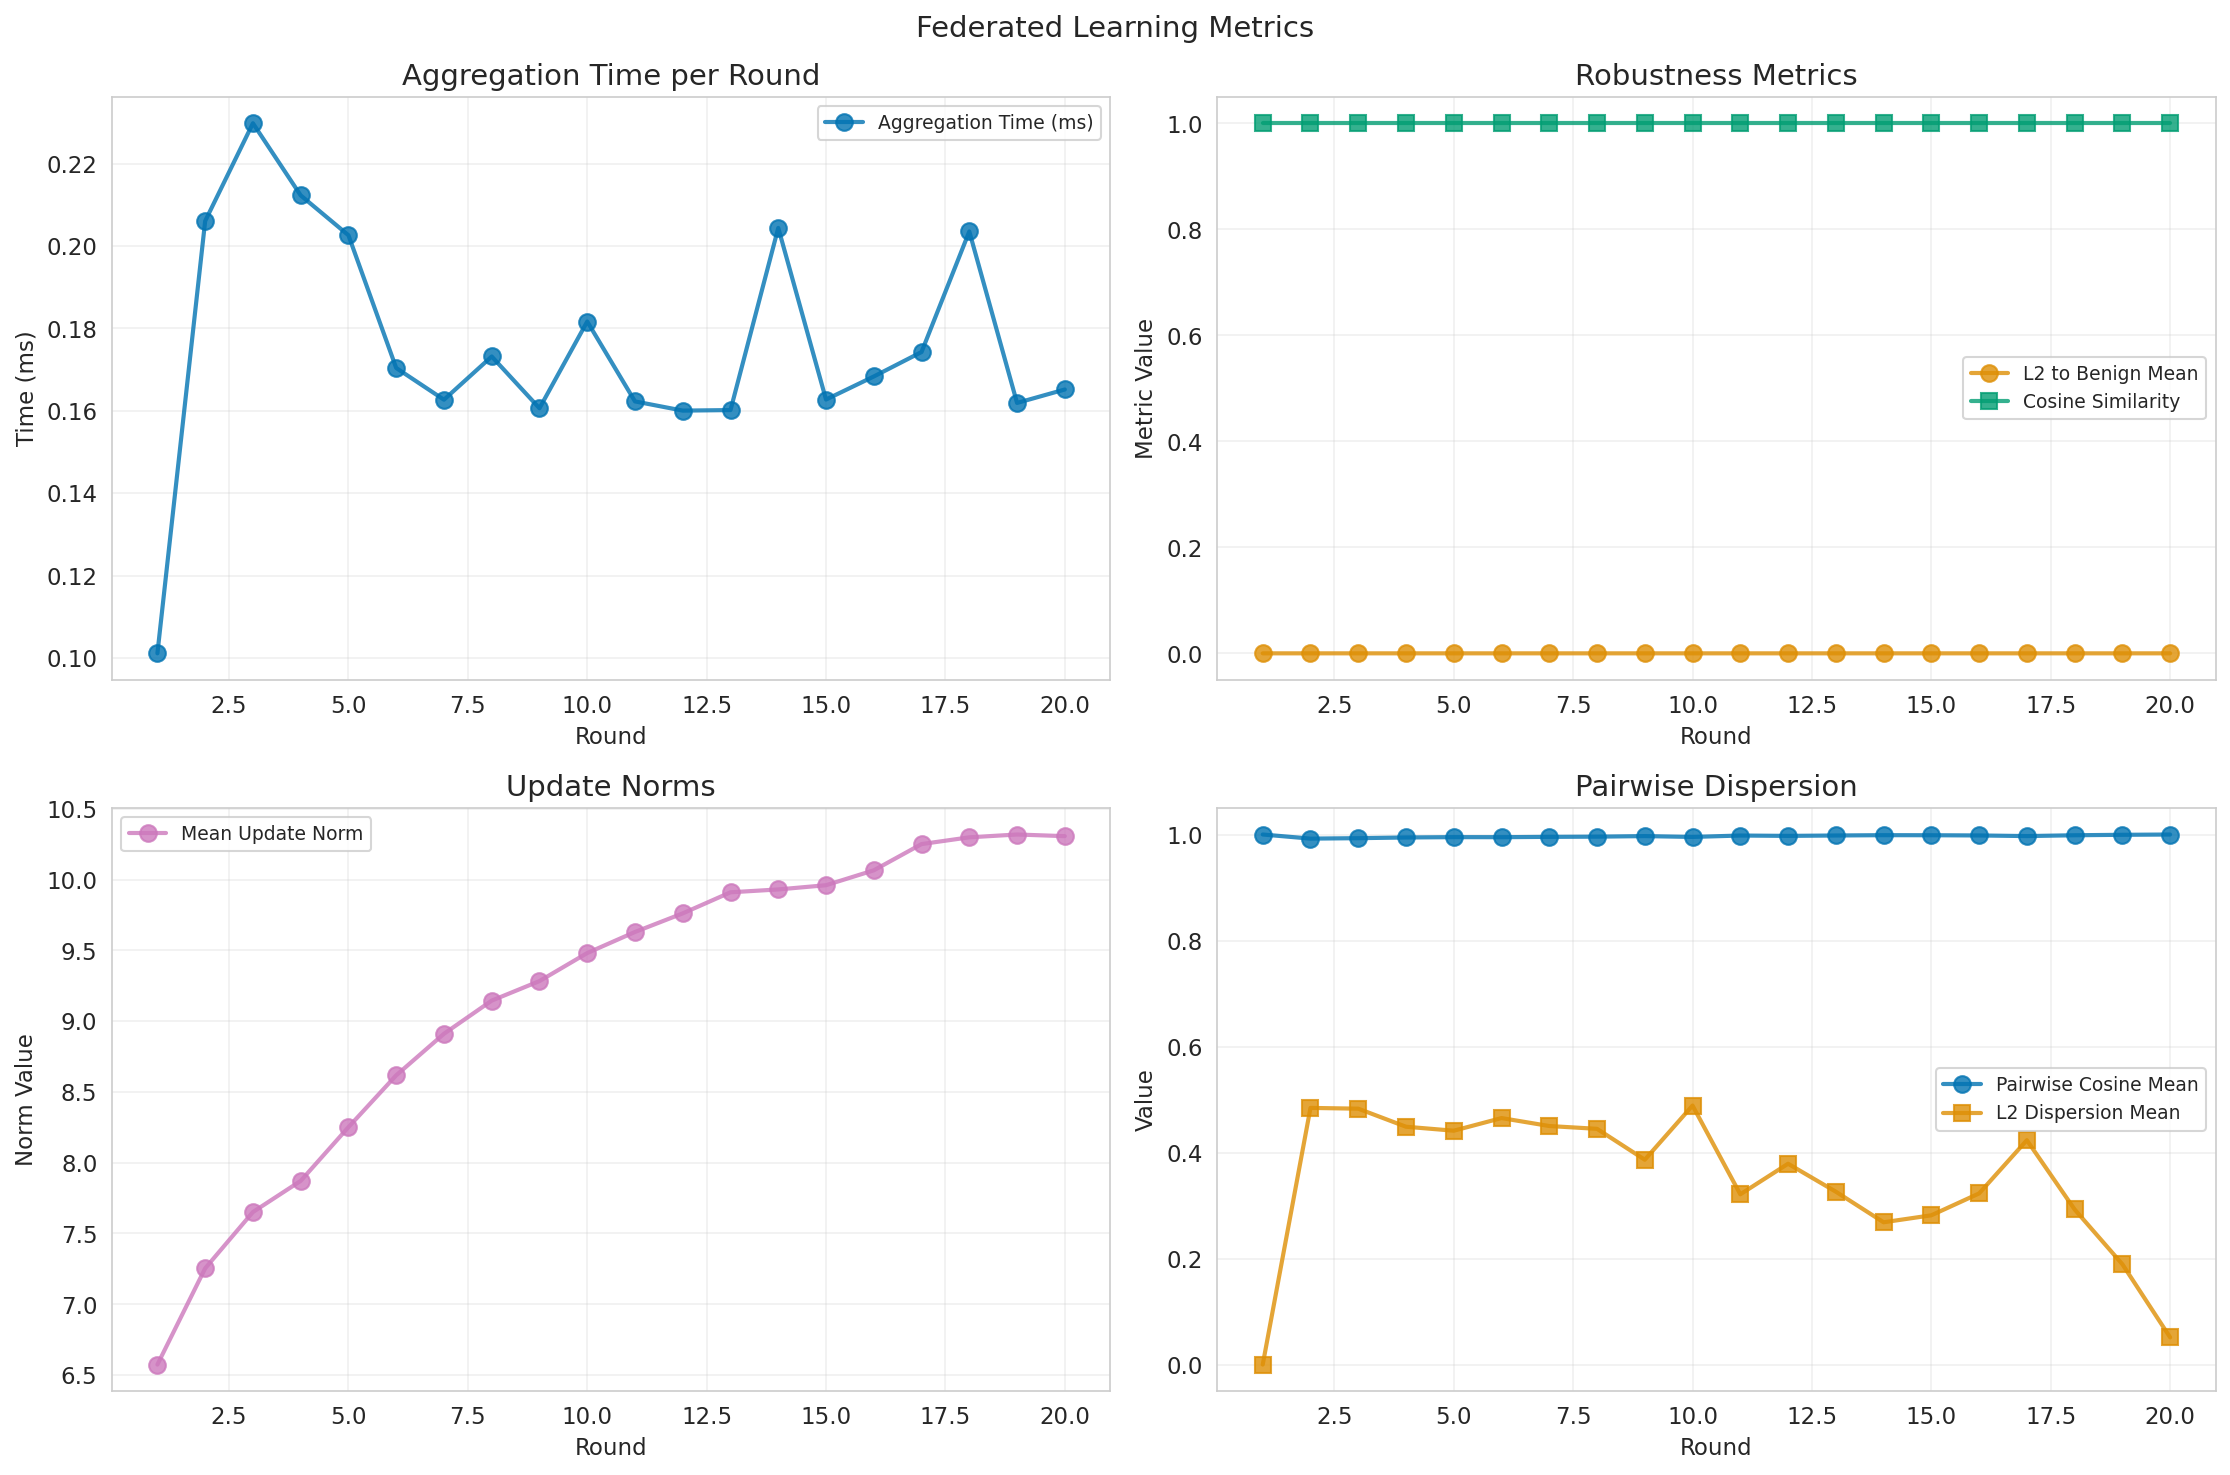 Federated Learning Metrics
Aggregation Time per Round
Aggregation Time (ms)
Time (ms)
0.22
0.20
0.18
0.16
0.14
0.12
0.10
2.5 5.0 7.5 10.0 12.5 15.0 17.5 20.0
Round
Robustness Metrics
L2 to Benign Mean
Cosine Similarity
Metric Value
1.0
0.8
0.6
0.4
0.2
0.0
2.5 5.0 7.5 10.0 12.5 15.0 17.5 20.0
Round
Update Norms
Mean Update Norm
Norm Value
10.5
10.0
9.5
9.0
8.5
8.0
7.5
7.0
6.5
2.5 5.0 7.5 10.0 12.5 15.0 17.5 20.0
Round
Pairwise Dispersion
Pairwise Cosine Mean
L2 Dispersion Mean
Value
1.0
0.8
0.6
0.4
0.2
0.0
2.5 5.0 7.5 10.0 12.5 15.0 17.5 20.0
Round